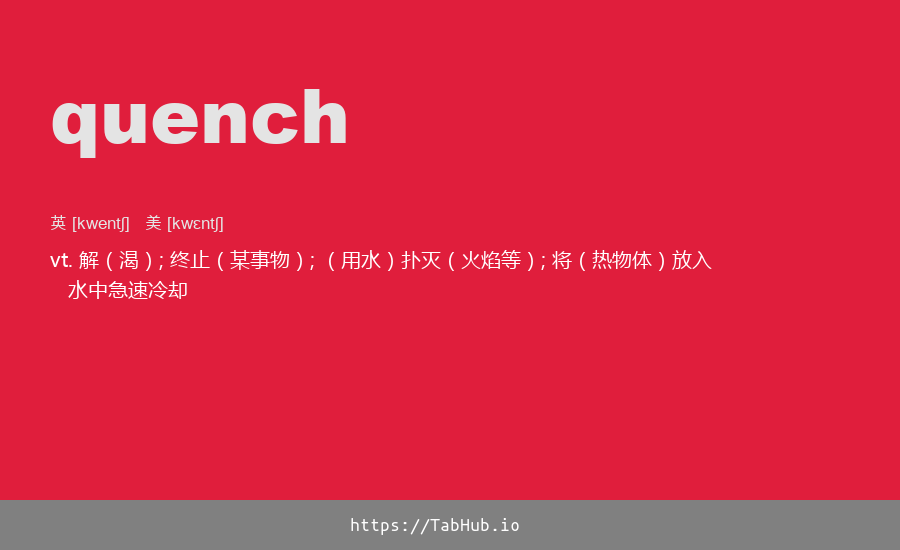 quench
英 [kwentʃ] 美 [kwɛntʃ]
vt. 解（渴）; 终止（某事物）; （用水）扑灭（火焰等）; 将（热物体）放入
水中急速冷却
https://TabHub.io